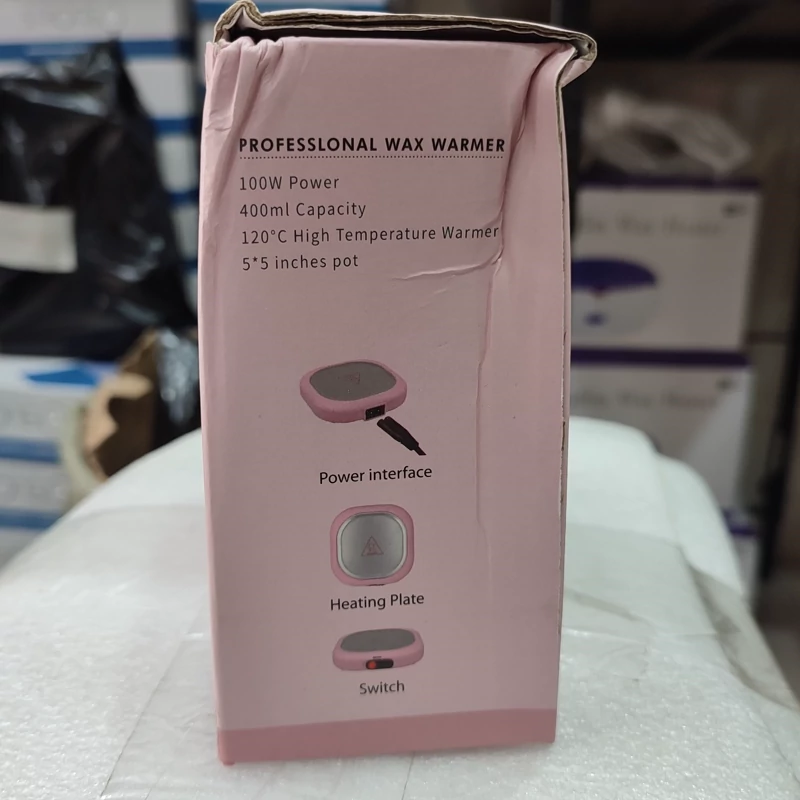 PROFESSLONAL WAX WARMER
100W Power
400ml Capacity
120°C High Temperature Warmer
5*5 inches pot
Power interface
Heating Plate
Switch